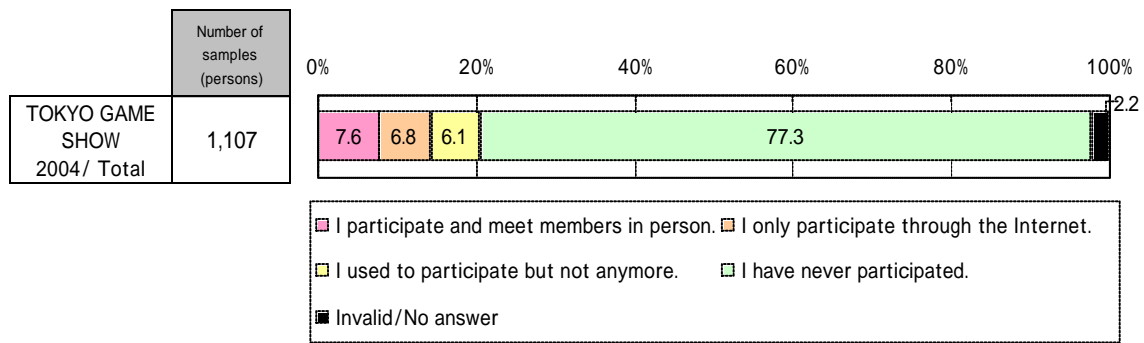 Number of
samples
(persons)
0% 20% 40% 60% 80% 100%
TOKYO GAME
SHOW
2004/ Total
1,107
7.6 6.8 6.1 77.3 2.2
I participate and meet members in person. I only participate through the Internet.
I used to participate but not anymore. I have never participated.
Invalid/No answer